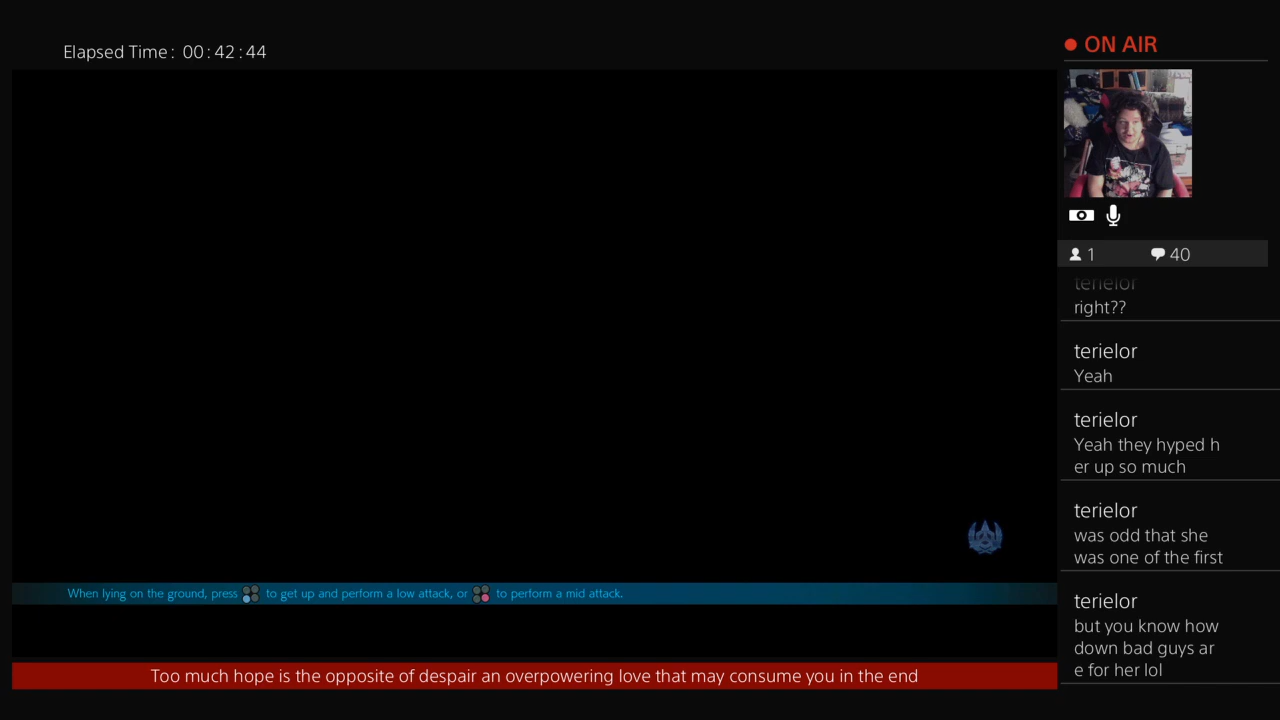 Elapsed Time: 00:42:44
ON AIR
1 40
terielor
right??
terielor
Yeah
terielor
Yeah they hyped h
er up so much
terielor
was odd that she
was one of the first
terielor
but you know how
down bad guys ar
e for her lol
When lying on the ground, press to get up and perform a low attack, or to perform a mid attack.
Too much hope is the opposite of despair an overpowering love that may consume you in the end